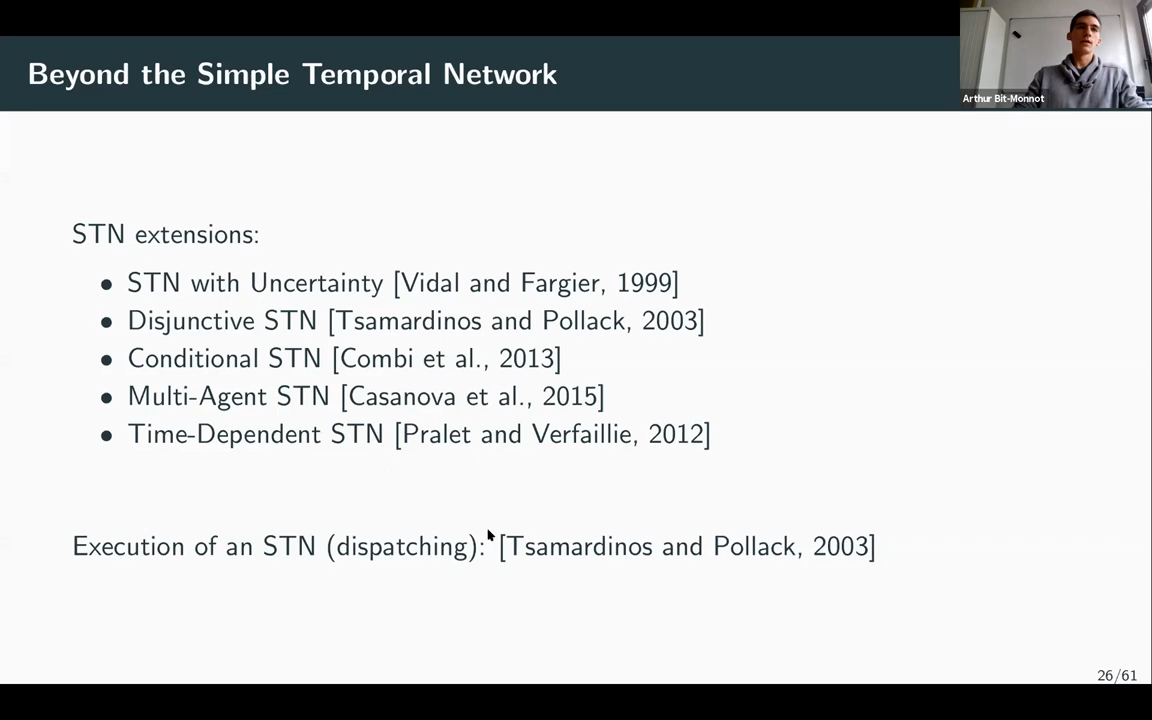 Beyond the Simple Temporal Network
Arthur Bit-Monnot
STN extensions:
• STN with Uncertainty [Vidal and Fargier, 1999]
• Disjunctive STN [Tsamardinos and Pollack, 2003]
• Conditional STN [Combi et al., 2013]
• Multi-Agent STN [Casanova et al., 2015]
• Time-Dependent STN [Pralet and Verfaillie, 2012]
Execution of an STN (dispatching): [Tsamardinos and Pollack, 2003]
26/61